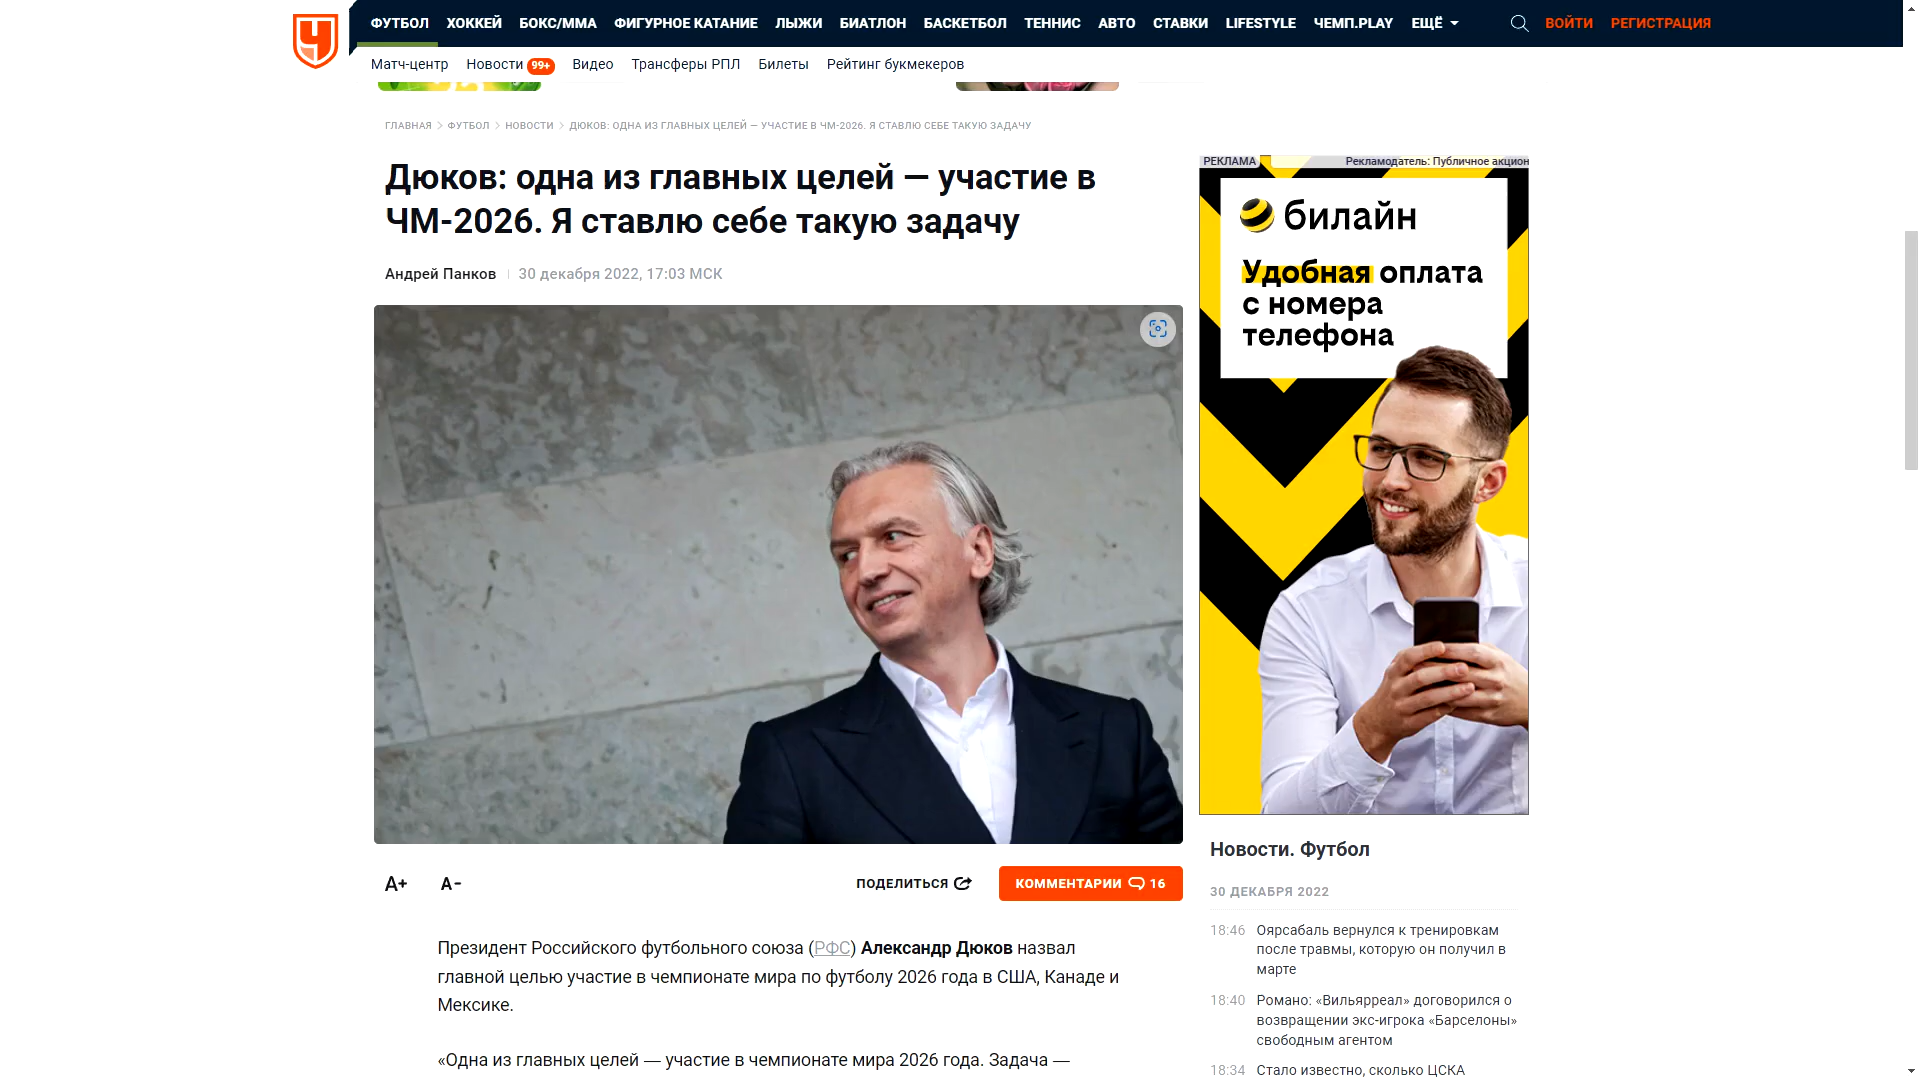 ФУТБОЛ ХОККЕЙ БОКС/ММА ФИГУРНОЕ КАТАНИЕ ЛЫЖИ БИАТЛОН БАСКЕТБОЛ ТЕННИС АВТО СТАВКИ LIFESTYLE ЧЕМП.PLAY ЕЩЁ ВОЙТИ РЕГИСТРАЦИЯ
Матч-центр Новости 99+ Видео Трансферы РПЛ Билеты Рейтинг букмекеров
ГЛАВНАЯ ФУТБОЛ НОВОСТИ ДЮКОВ: ОДНА ИЗ ГЛАВНЫХ ЦЕЛЕЙ — УЧАСТИЕ В ЧМ-2026. Я СТАВЛЮ СЕБЕ ТАКУЮ ЗАДАЧУ
Дюков: одна из главных целей — участие в
ЧМ-2026. Я ставлю себе такую задачу
Андрей Панков 30 декабря 2022, 17:03 МСК
A+ A- ПОДЕЛИТЬСЯ КОММЕНТАРИИ 16
Президент Российского футбольного союза (РФС) Александр Дюков назвал
главной целью участие в чемпионате мира по футболу 2026 года в США, Канаде и
Мексике.
«Одна из главных целей — участие в чемпионате мира 2026 года. Задача —
РЕКЛАМА Рекламодатель: Публичное акцион
билайн
Удобная оплата
с номера
телефона
Новости. Футбол
30 ДЕКАБРЯ 2022
18:46 Оярсабаль вернулся к тренировкам
после травмы, которую он получил в
марте
18:40 Романо: «Вильярреал» договорился о
возвращении экс-игрока «Барселоны»
свободным агентом
18:34 Стало известно, сколько ЦСКА